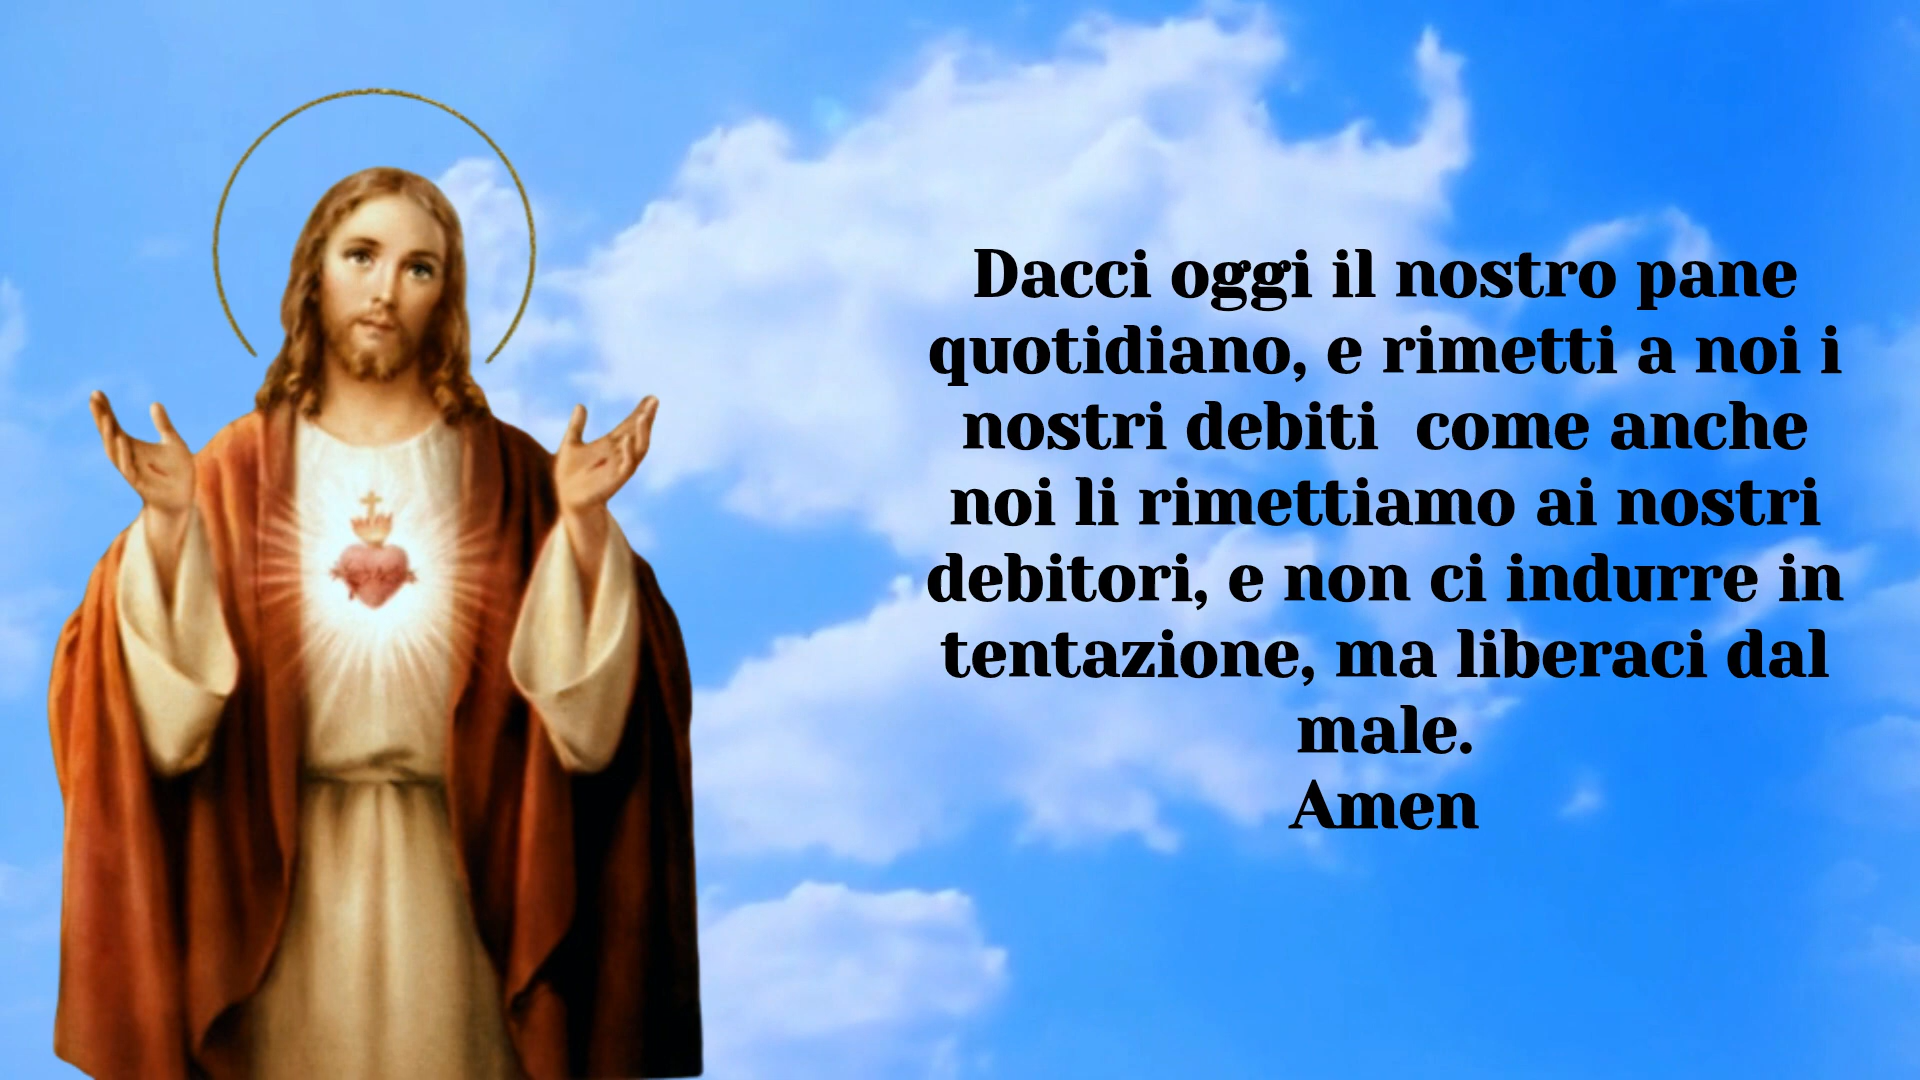 Dacci oggi il nostro pane
quotidiano, e rimetti a noi i
nostri debiti  come anche
noi li rimettiamo ai nostri
debitori, e non ci indurre in
tentazione, ma liberaci dal
male.
Amen